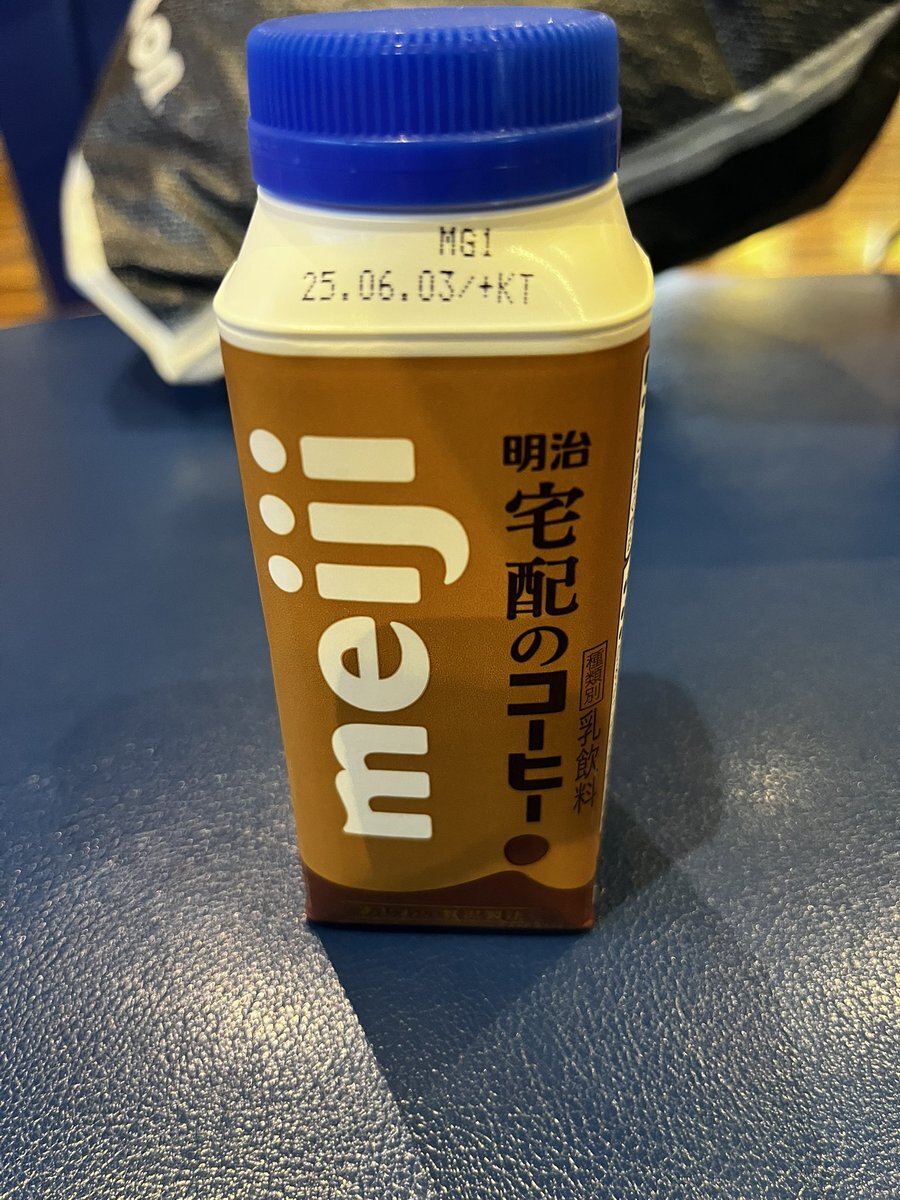 MG1
25.06.03/+KT
meiji
明治
宅配のコーヒー
種類別 乳飲料